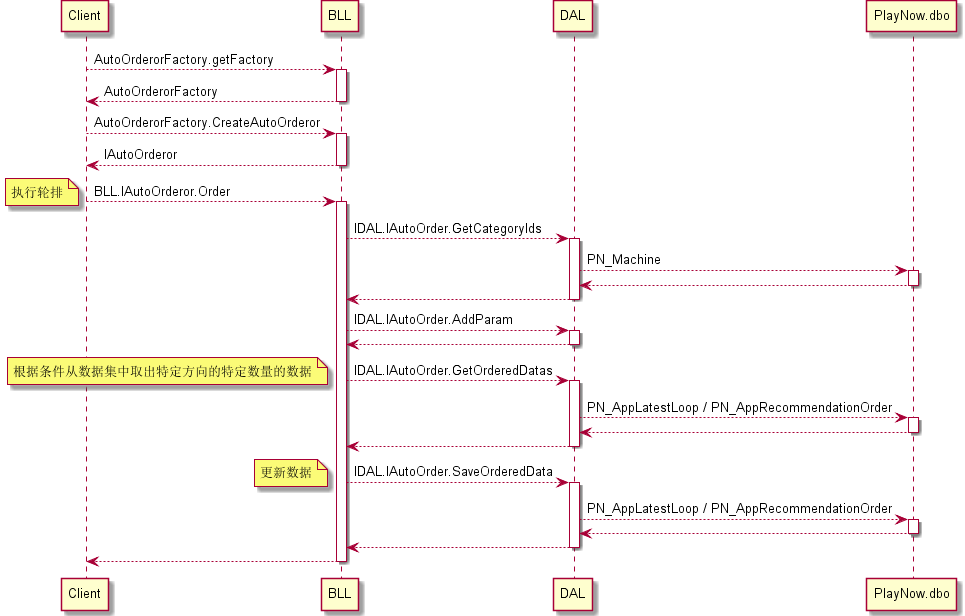 Client
BLL
DAL
PlayNow.dbo
AutoOrderorFactory.getFactory
AutoOrderorFactory
AutoOrderorFactory.CreateAutoOrderor
IAutoOrderor
执行轮排
BLL.IAutoOrderor.Order
IDAL.IAutoOrder.GetCategoryIds
PN_Machine
IDAL.IAutoOrder.AddParam
根据条件从数据集中取出特定方向的特定数量的数据
IDAL.IAutoOrder.GetOrderedDatas
PN_AppLatestLoop / PN_AppRecommendationOrder
更新数据
IDAL.IAutoOrder.SaveOrderedData
PN_AppLatestLoop / PN_AppRecommendationOrder
Client
BLL
DAL
PlayNow.dbo